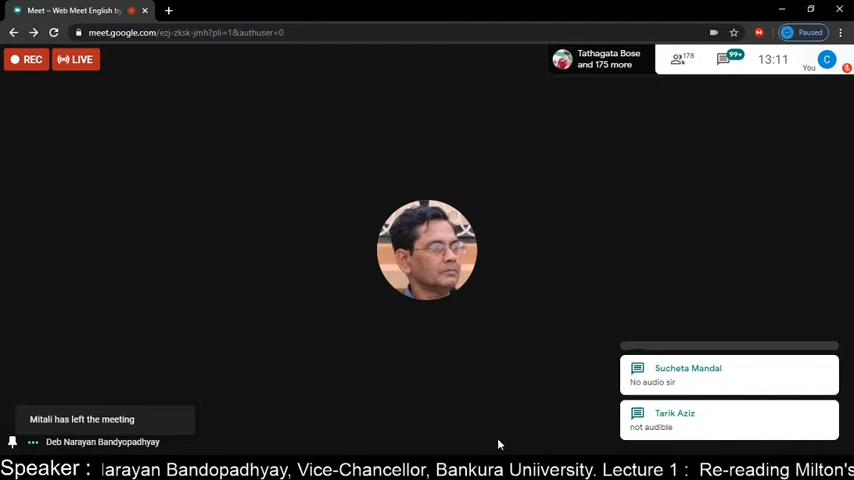 Meet – Web Meet English by
meet.google.com/ezj-zksk-jmh?pli=1&authuser=0
Paused
REC
LIVE
Tathagata Bose
and 175 more
178
99+
13:11
You
C
Sucheta Mandal
No audio sir
Tarik Aziz
not audible
Mitali has left the meeting
Deb Narayan Bandyopadhyay
Speaker : Narayan Bandopadhyay, Vice-Chancellor, Bankura Uniiversity. Lecture 1 : Re-reading Milton's